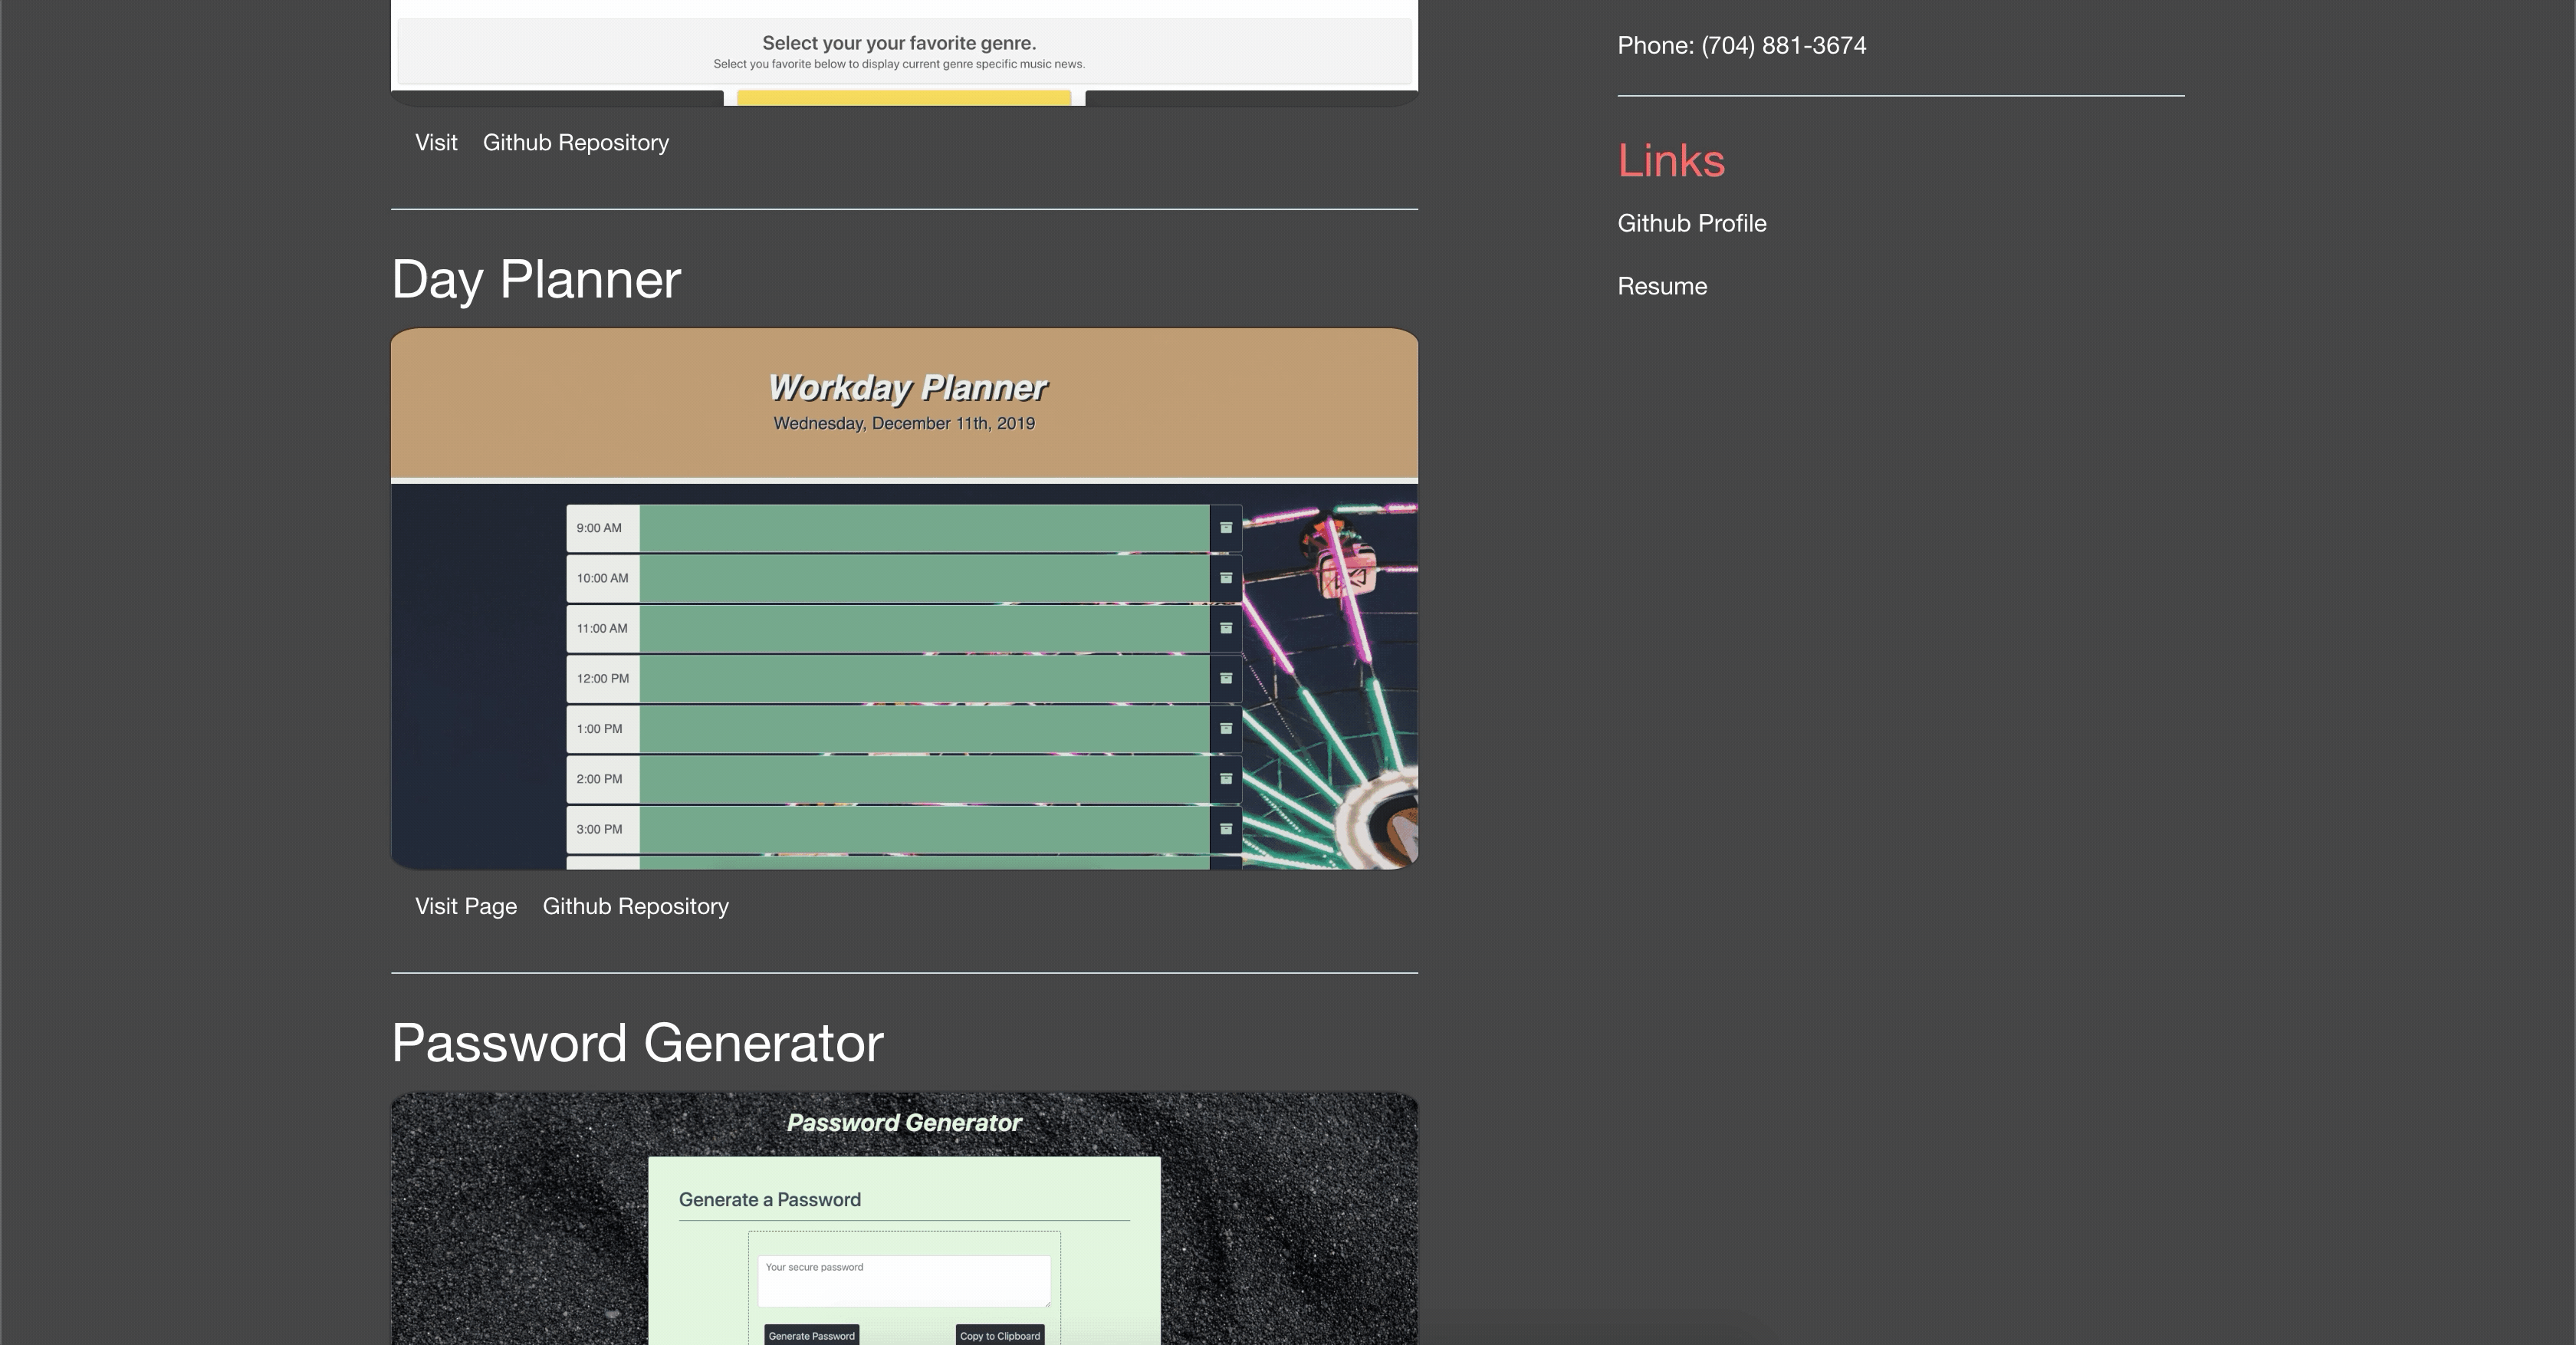 Select your your favorite genre.
Select you favorite below to display current genre specific music news.
Visit Github Repository
Day Planner
Workday Planner
Wednesday, December 11th, 2019
9:00 AM
10:00 AM
11:00 AM
12:00 PM
1:00 PM
2:00 PM
3:00 PM
Visit Page Github Repository
Password Generator
Password Generator
Generate a Password
Your secure password
Generate Password Copy to Clipboard
Phone: (704) 881-3674
Links
Github Profile
Resume